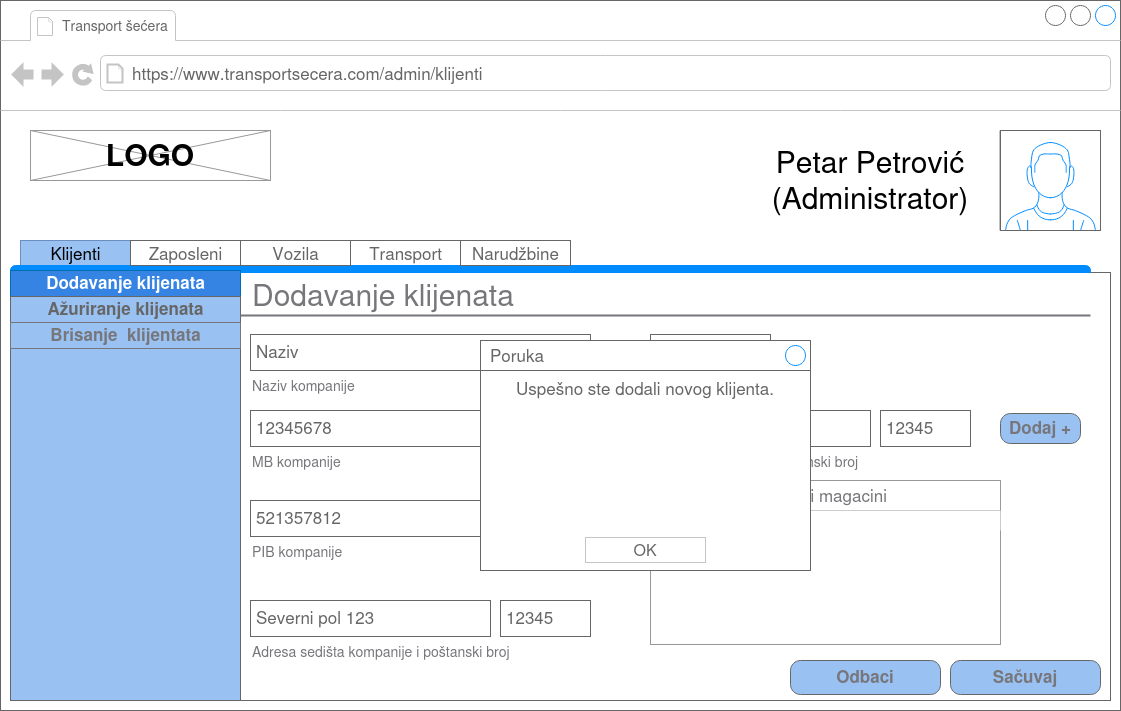 Transport šećera
https://www.transportsecera.com/admin/klijenti
LOGO
Petar Petrović
(Administrator)
Klijenti Zaposleni Vozila Transport Narudžbine
Dodavanje klijenata
Ažuriranje klijenata
Brisanje klijentata
Dodavanje klijenata
Naziv
Naziv kompanije
12345678
MB kompanije
521357812
PIB kompanije
Severni pol 123 12345
Adresa sedišta kompanije i poštanski broj
Poruka
Uspešno ste dodali novog klijenta.
OK
12345
Dodaj +
broj
i magacini
Odbaci Sačuvaj